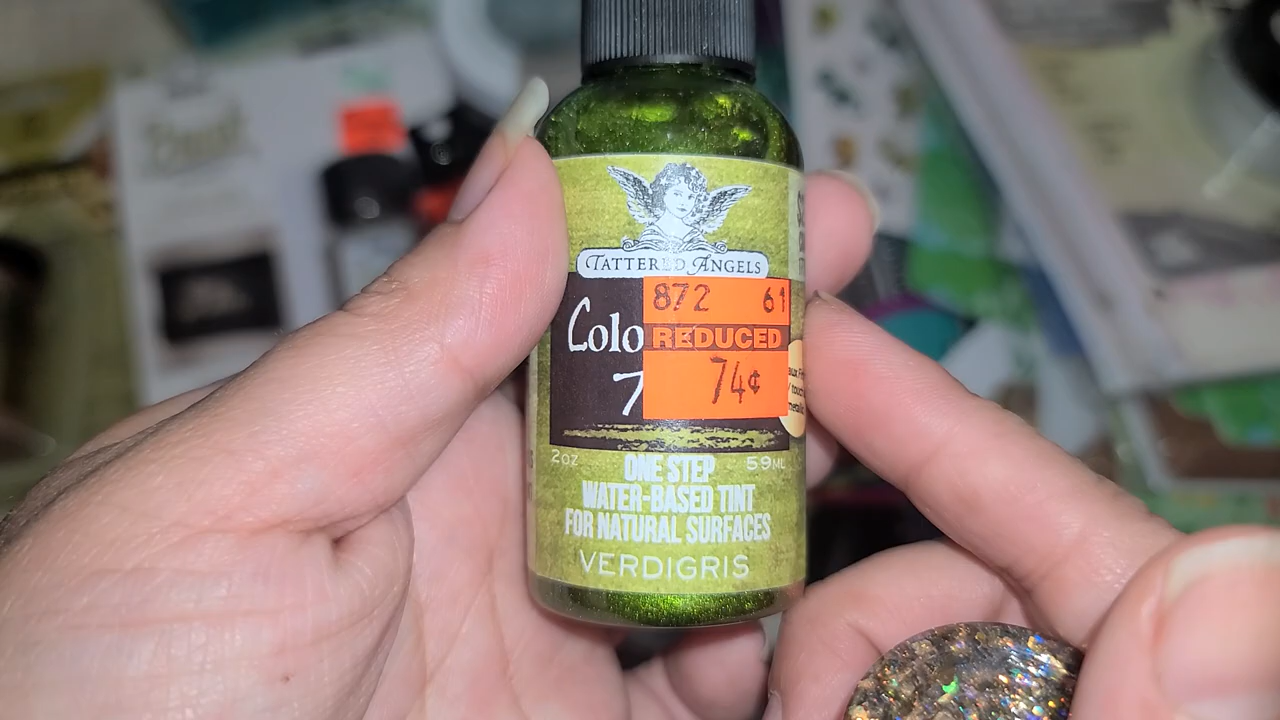 TATTERED ANGELS
872 61
Colo REDUCED
7 74¢
2OZ 59ML
ONE STEP
WATER-BASED TINT
FOR NATURAL SURFACES
VERDIGRIS